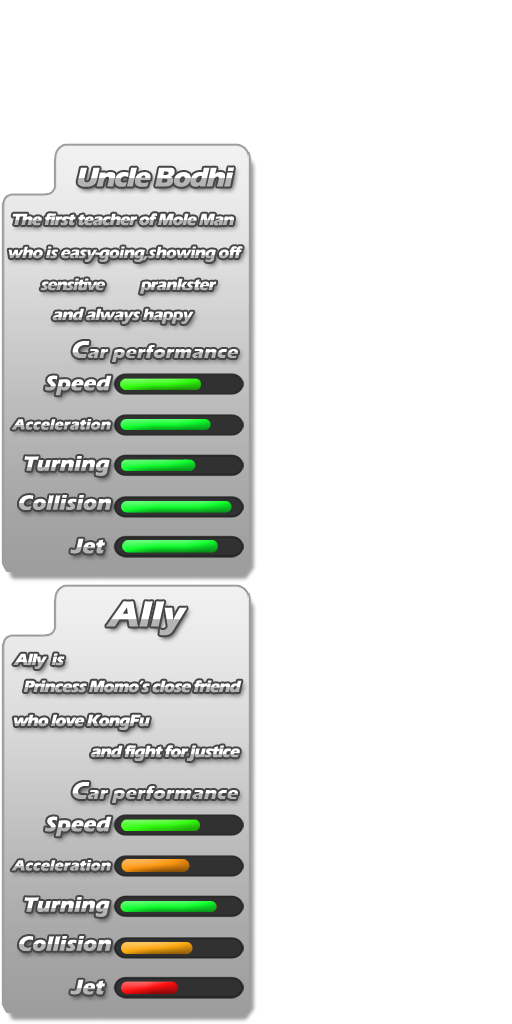 Uncle Bodhi
The first teacher of Mole Man
who is easy-going,showing off
sensitive prankster
and always happy
Car performance
Speed
Acceleration
Turning
Collision
Jet
Ally
Ally is
Princess Momo's close friend
who love KongFu
and fight for justice
Car performance
Speed
Acceleration
Turning
Collision
Jet